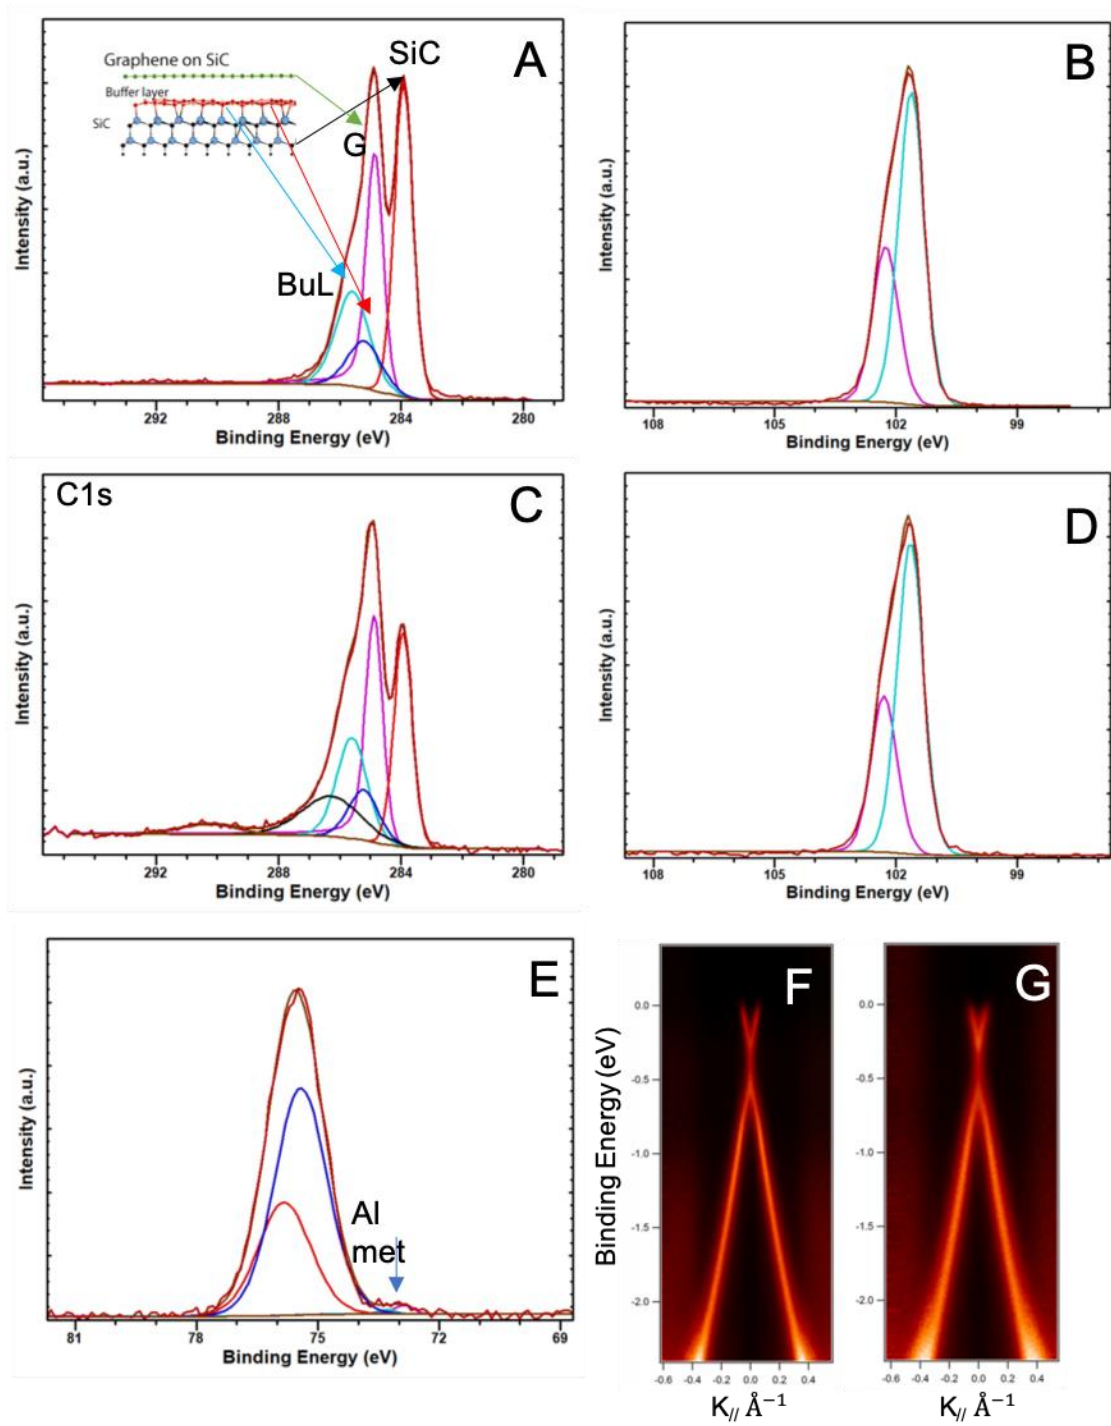 Graphene on SiC
Buffer layer
SiC
SiC
A
G
BuL
Intensity (a.u.)
292 288 284 280
Binding Energy (eV)
B
Intensity (a.u.)
108 105 102 99
Binding Energy (eV)
C1s
C
Intensity (a.u.)
292 288 284 280
Binding Energy (eV)
D
Intensity (a.u.)
108 105 102 99
Binding Energy (eV)
E
Al
met
Intensity (a.u.)
81 78 75 72 69
Binding Energy (eV)
F
Binding Energy (eV)
0.0
-0.5
-1.0
-1.5
-2.0
-0.6 -0.4 -0.2 0.0 0.2 0.4
K// Å⁻¹
G
0.0
-0.5
-1.0
-1.5
-2.0
-0.6 -0.4 -0.2 0.0 0.2 0.4
K// Å⁻¹